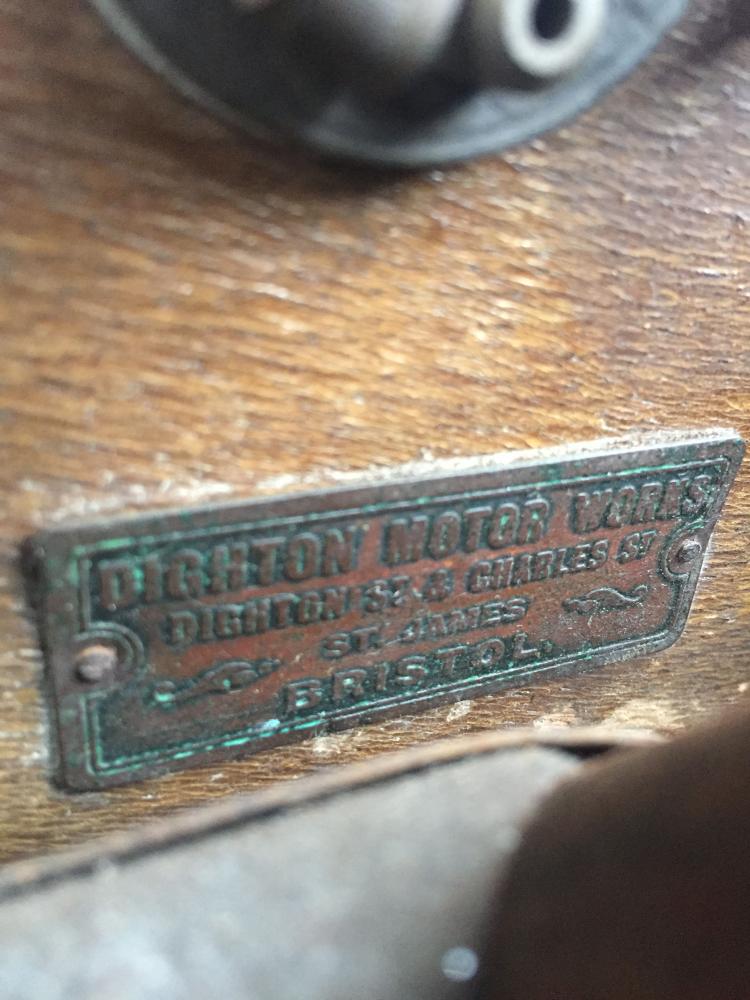 DIGHTON MOTOR WORKS
DIGHTON ST. & CHARLES ST
ST. JAMES
BRISTOL.